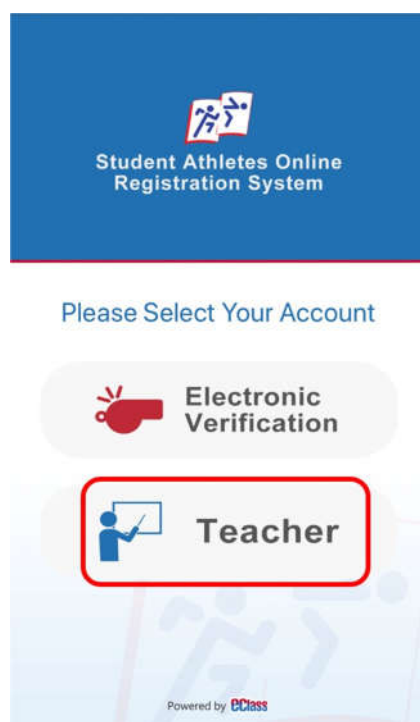 Student Athletes Online
Registration System
Please Select Your Account
Electronic
Verification
Teacher
Powered by eClass